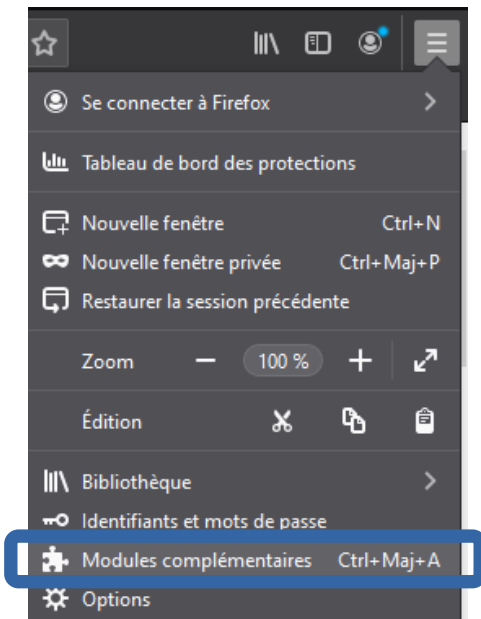 Se connecter à Firefox
Tableau de bord des protections
Nouvelle fenêtre Ctrl+N
Nouvelle fenêtre privée Ctrl+Maj+P
Restaurer la session précédente
Zoom 100 %
Édition
Bibliothèque
Identifiants et mots de passe
Modules complémentaires Ctrl+Maj+A
Options